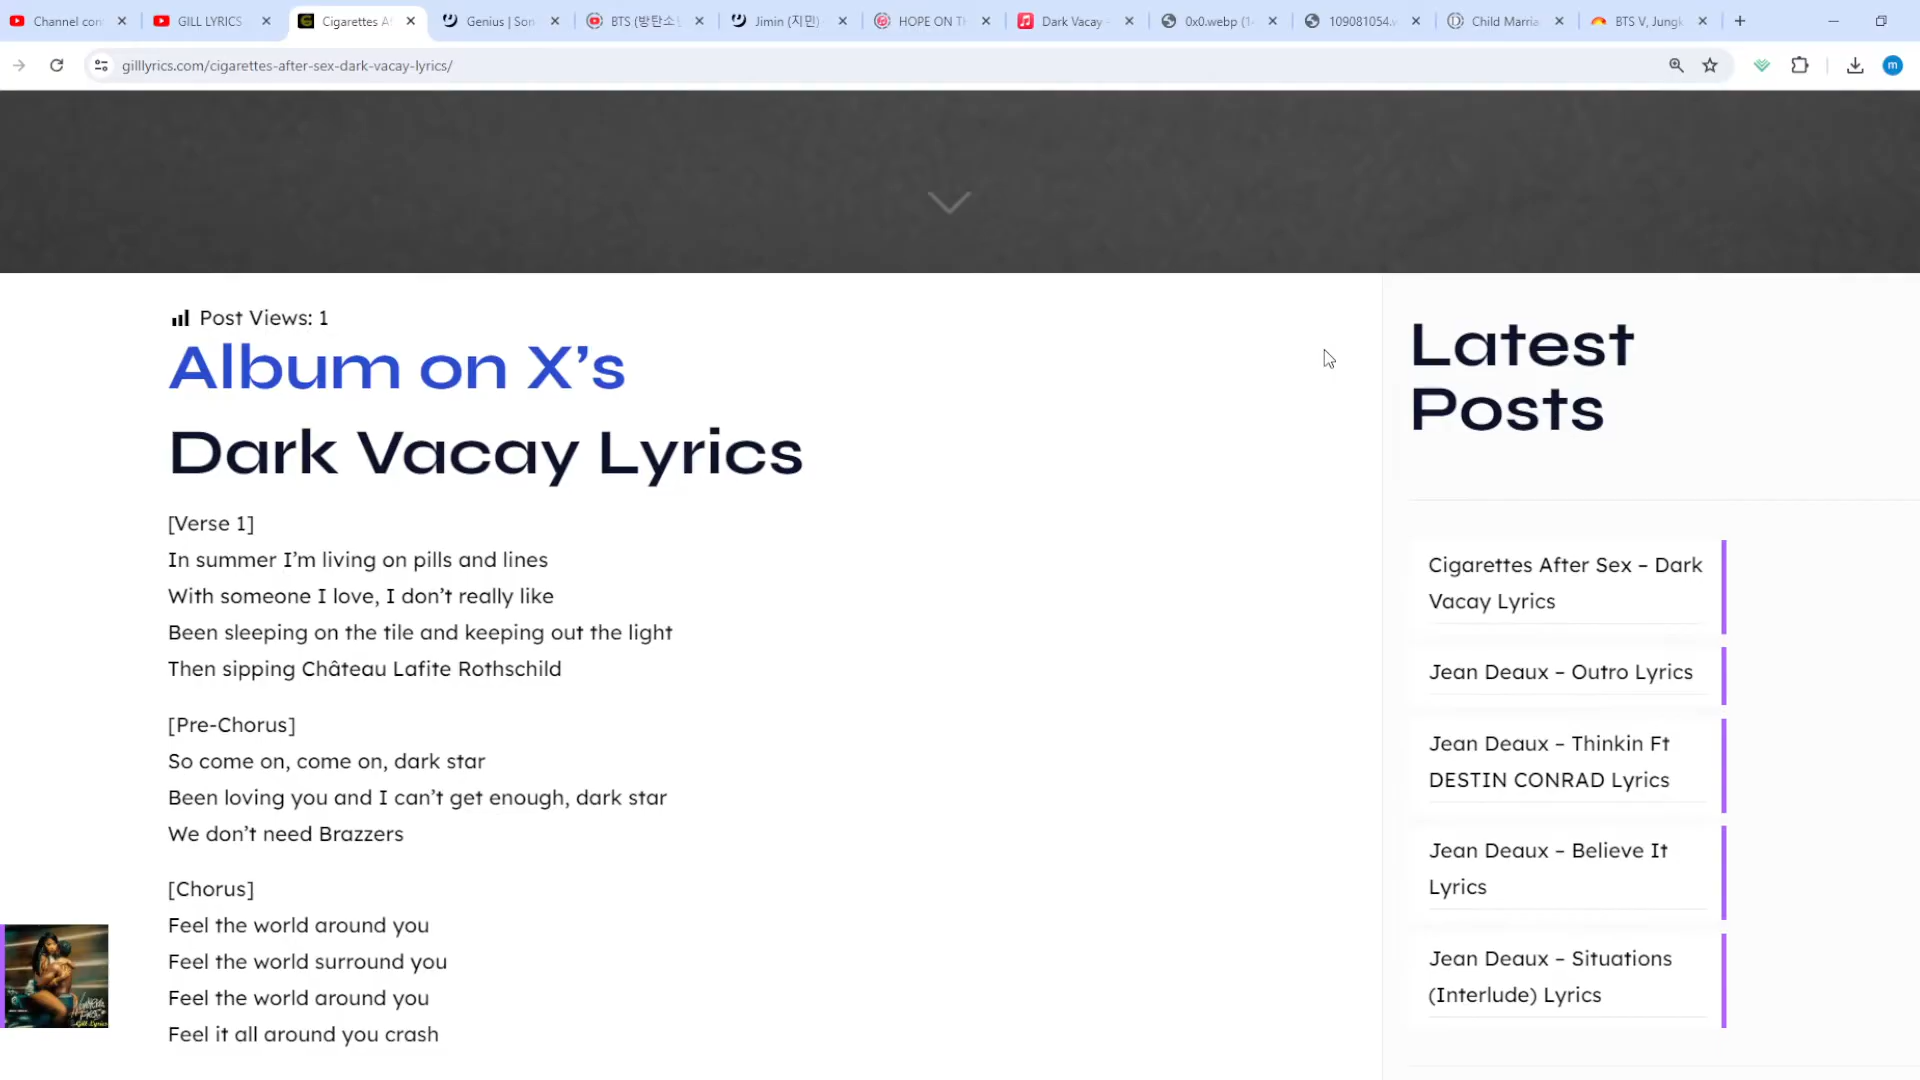 Channel con
GILL LYRICS
Cigarettes Af
Genius | Son
BTS (방탄소년
Jimin (지민)
HOPE ON TH
Dark Vacay -
0x0.webp (1
109081054.w
Child Marria
BTS V, Jungk
gilllyrics.com/cigarettes-after-sex-dark-vacay-lyrics/
m
Post Views: 1
Album on X’s
Dark Vacay Lyrics
[Verse 1]
In summer I’m living on pills and lines
With someone I love, I don’t really like
Been sleeping on the tile and keeping out the light
Then sipping Château Lafite Rothschild
[Pre-Chorus]
So come on, come on, dark star
Been loving you and I can’t get enough, dark star
We don’t need Brazzers
[Chorus]
Feel the world around you
Feel the world surround you
Feel the world around you
Feel it all around you crash
Latest
Posts
Cigarettes After Sex – Dark
Vacay Lyrics
Jean Deaux – Outro Lyrics
Jean Deaux – Thinkin Ft
DESTIN CONRAD Lyrics
Jean Deaux – Believe It
Lyrics
Jean Deaux – Situations
(Interlude) Lyrics
Gill Lyrics